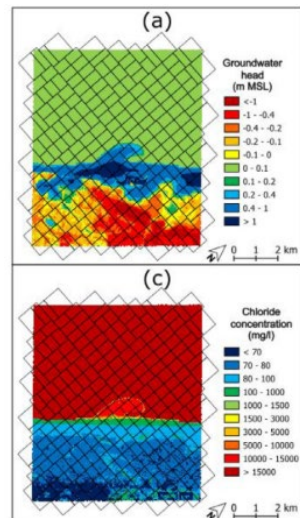 (a)
Groundwater
head
(m MSL)
<-1
-1 - -0.4
-0.4 - -0.2
-0.2 - -0.1
-0.1 - 0
0 - 0.1
0.1 - 0.2
0.2 - 0.4
0.4 - 1
> 1
N
0 1 2 km
(c)
Chloride
concentration
(mg/l)
< 70
70 - 80
80 - 100
100 - 1000
1000 - 1500
1500 - 3000
3000 - 5000
5000 - 10000
10000 - 15000
> 15000
N
0 1 2 km